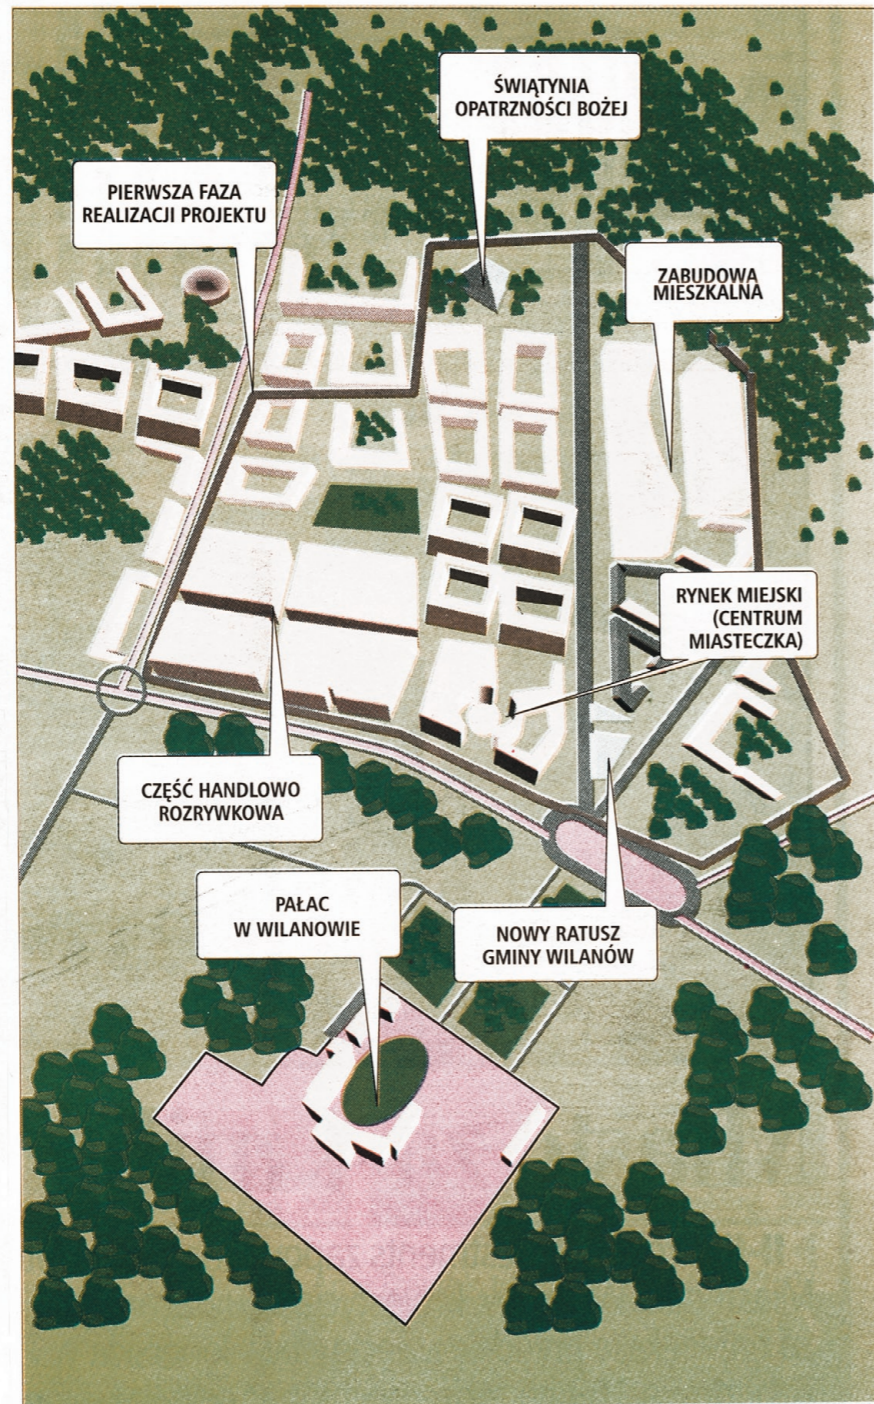 ŚWIĄTYNIA
OPATRZNOŚCI BOŻEJ
PIERWSZA FAZA
REALIZACJI PROJEKTU
ZABUDOWA
MIESZKALNA
RYNEK MIEJSKI
(CENTRUM
MIASTECZKA)
CZĘŚĆ HANDLOWO
ROZRYWKOWA
PAŁAC
W WILANOWIE
NOWY RATUSZ
GMINY WILANÓW